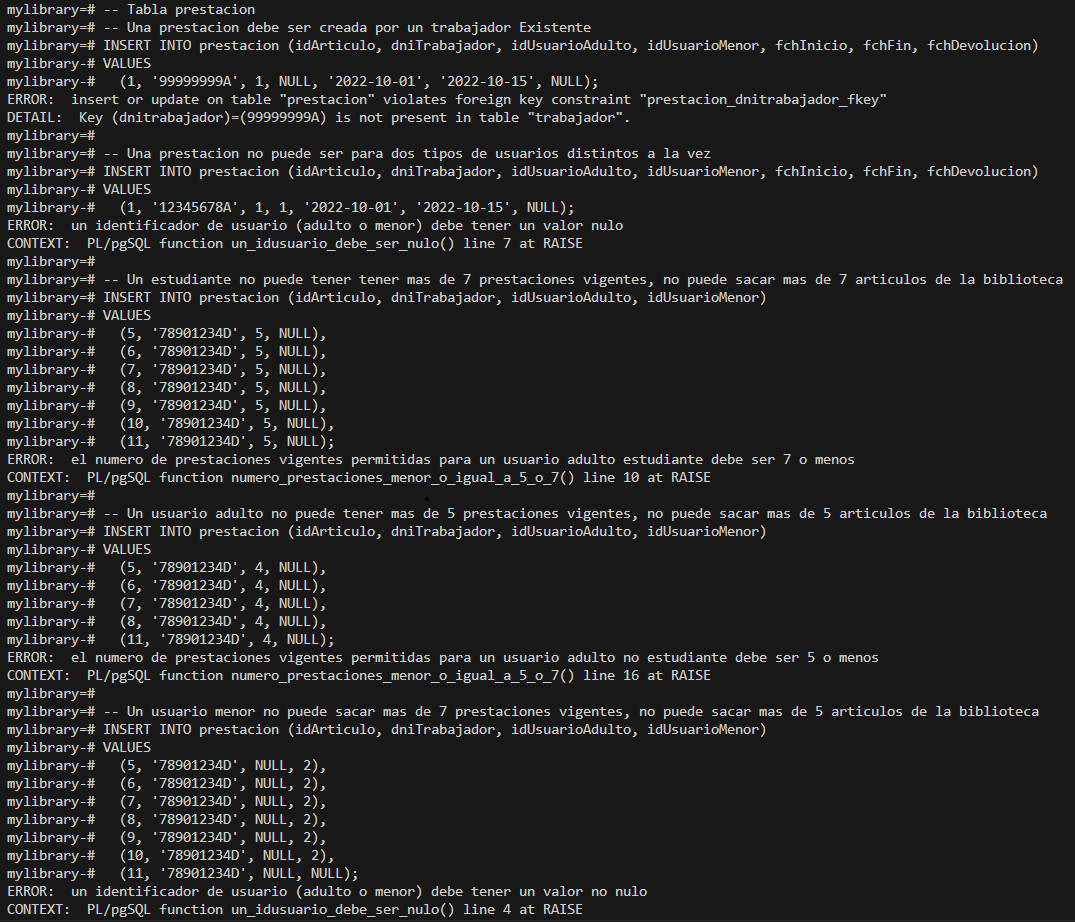 mylibrary=# -- Tabla prestacion
mylibrary=# -- Una prestacion debe ser creada por un trabajador Existente
mylibrary=# INSERT INTO prestacion (idArticulo, dniTrabajador, idUsuarioAdulto, idUsuarioMenor, fchInicio, fchFin, fchDevolucion)
mylibrary-# VALUES
mylibrary-#   (1, '99999999A', 1, NULL, '2022-10-01', '2022-10-15', NULL);
ERROR:  insert or update on table "prestacion" violates foreign key constraint "prestacion_dnitrabajador_fkey"
DETAIL:  Key (dnitrabajador)=(99999999A) is not present in table "trabajador".
mylibrary=#
mylibrary=# -- Una prestacion no puede ser para dos tipos de usuarios distintos a la vez
mylibrary=# INSERT INTO prestacion (idArticulo, dniTrabajador, idUsuarioAdulto, idUsuarioMenor, fchInicio, fchFin, fchDevolucion)
mylibrary-# VALUES
mylibrary-#   (1, '12345678A', 1, 1, '2022-10-01', '2022-10-15', NULL);
ERROR:  un identificador de usuario (adulto o menor) debe tener un valor nulo
CONTEXT:  PL/pgSQL function un_idusuario_debe_ser_nulo() line 7 at RAISE
mylibrary=#
mylibrary=# -- Un estudiante no puede tener tener mas de 7 prestaciones vigentes, no puede sacar mas de 7 articulos de la biblioteca
mylibrary=# INSERT INTO prestacion (idArticulo, dniTrabajador, idUsuarioAdulto, idUsuarioMenor)
mylibrary-# VALUES
mylibrary-#   (5, '78901234D', 5, NULL),
mylibrary-#   (6, '78901234D', 5, NULL),
mylibrary-#   (7, '78901234D', 5, NULL),
mylibrary-#   (8, '78901234D', 5, NULL),
mylibrary-#   (9, '78901234D', 5, NULL),
mylibrary-#   (10, '78901234D', 5, NULL),
mylibrary-#   (11, '78901234D', 5, NULL);
ERROR:  el numero de prestaciones vigentes permitidas para un usuario adulto estudiante debe ser 7 o menos
CONTEXT:  PL/pgSQL function numero_prestaciones_menor_o_igual_a_5_o_7() line 10 at RAISE
mylibrary=#
mylibrary=# -- Un usuario adulto no puede tener mas de 5 prestaciones vigentes, no puede sacar mas de 5 articulos de la biblioteca
mylibrary=# INSERT INTO prestacion (idArticulo, dniTrabajador, idUsuarioAdulto, idUsuarioMenor)
mylibrary-# VALUES
mylibrary-#   (5, '78901234D', 4, NULL),
mylibrary-#   (6, '78901234D', 4, NULL),
mylibrary-#   (7, '78901234D', 4, NULL),
mylibrary-#   (8, '78901234D', 4, NULL),
mylibrary-#   (11, '78901234D', 4, NULL);
ERROR:  el numero de prestaciones vigentes permitidas para un usuario adulto no estudiante debe ser 5 o menos
CONTEXT:  PL/pgSQL function numero_prestaciones_menor_o_igual_a_5_o_7() line 16 at RAISE
mylibrary=#
mylibrary=# -- Un usuario menor no puede sacar mas de 7 prestaciones vigentes, no puede sacar mas de 5 articulos de la biblioteca
mylibrary=# INSERT INTO prestacion (idArticulo, dniTrabajador, idUsuarioAdulto, idUsuarioMenor)
mylibrary-# VALUES
mylibrary-#   (5, '78901234D', NULL, 2),
mylibrary-#   (6, '78901234D', NULL, 2),
mylibrary-#   (7, '78901234D', NULL, 2),
mylibrary-#   (8, '78901234D', NULL, 2),
mylibrary-#   (9, '78901234D', NULL, 2),
mylibrary-#   (10, '78901234D', NULL, 2),
mylibrary-#   (11, '78901234D', NULL, NULL);
ERROR:  un identificador de usuario (adulto o menor) debe tener un valor no nulo
CONTEXT:  PL/pgSQL function un_idusuario_debe_ser_nulo() line 4 at RAISE